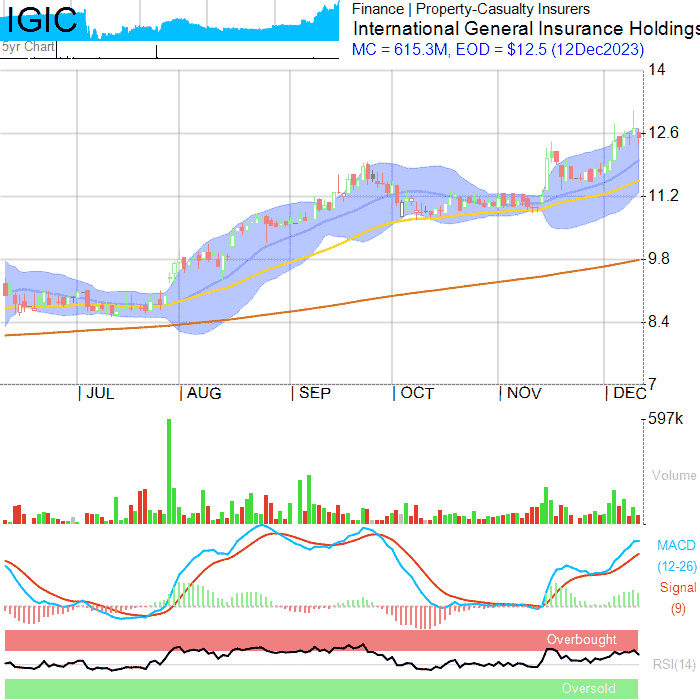 IGIC
5yr Chart
Finance | Property-Casualty Insurers
International General Insurance Holdings
MC = 615.3M, EOD = $12.5 (12Dec2023)
14
12.6
11.2
9.8
8.4
7
JUL AUG SEP OCT NOV DEC
597k
Volume
MACD
(12-26)
Signal
(9)
Overbought
RSI(14)
Oversold